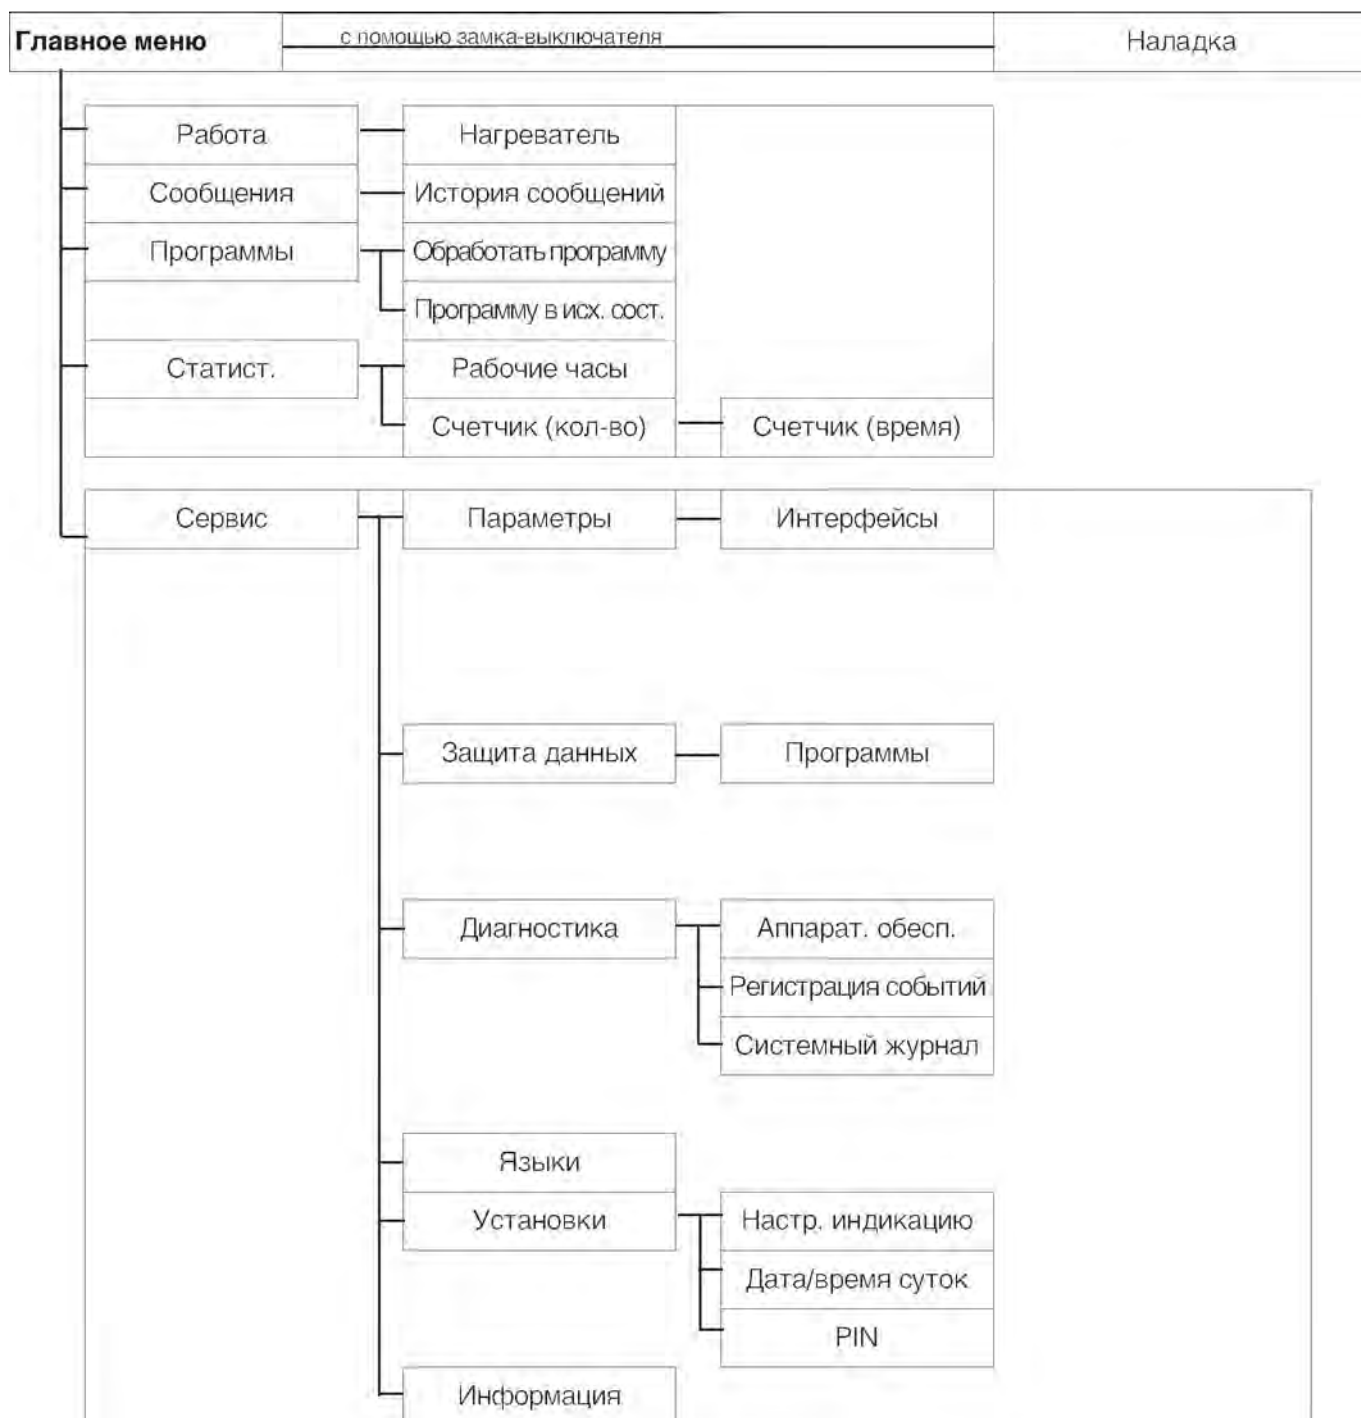 Главное меню
с помощью замка-выключателя
Наладка
Работа
Нагреватель
Сообщения
История сообщений
Программы
Обработать программу
Программу в исх. сост.
Статист.
Рабочие часы
Счетчик (кол-во)
Счетчик (время)
Сервис
Параметры
Интерфейсы
Защита данных
Программы
Диагностика
Аппарат. обесп.
Регистрация событий
Системный журнал
Языки
Установки
Настр. индикацию
Дата/время суток
PIN
Информация